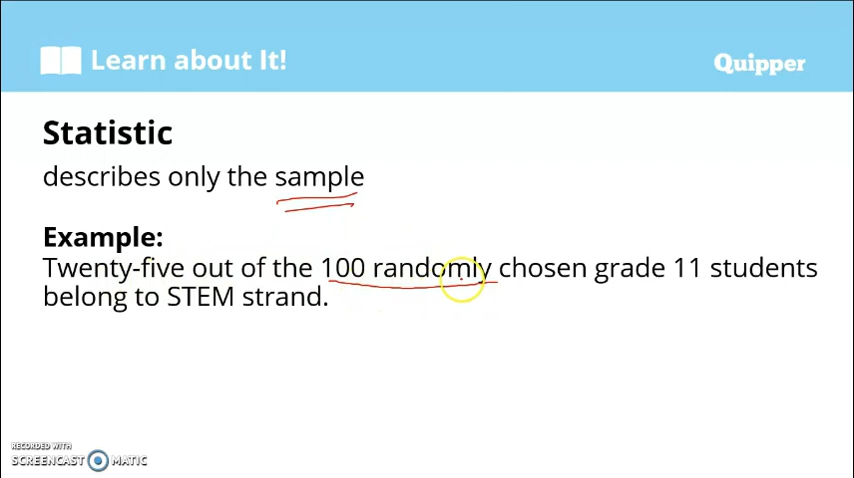 Learn about It!
Quipper
Statistic
describes only the sample
Example:
Twenty-five out of the 100 randomly chosen grade 11 students
belong to STEM strand.
RECORDED WITH
SCREENCAST MATIC